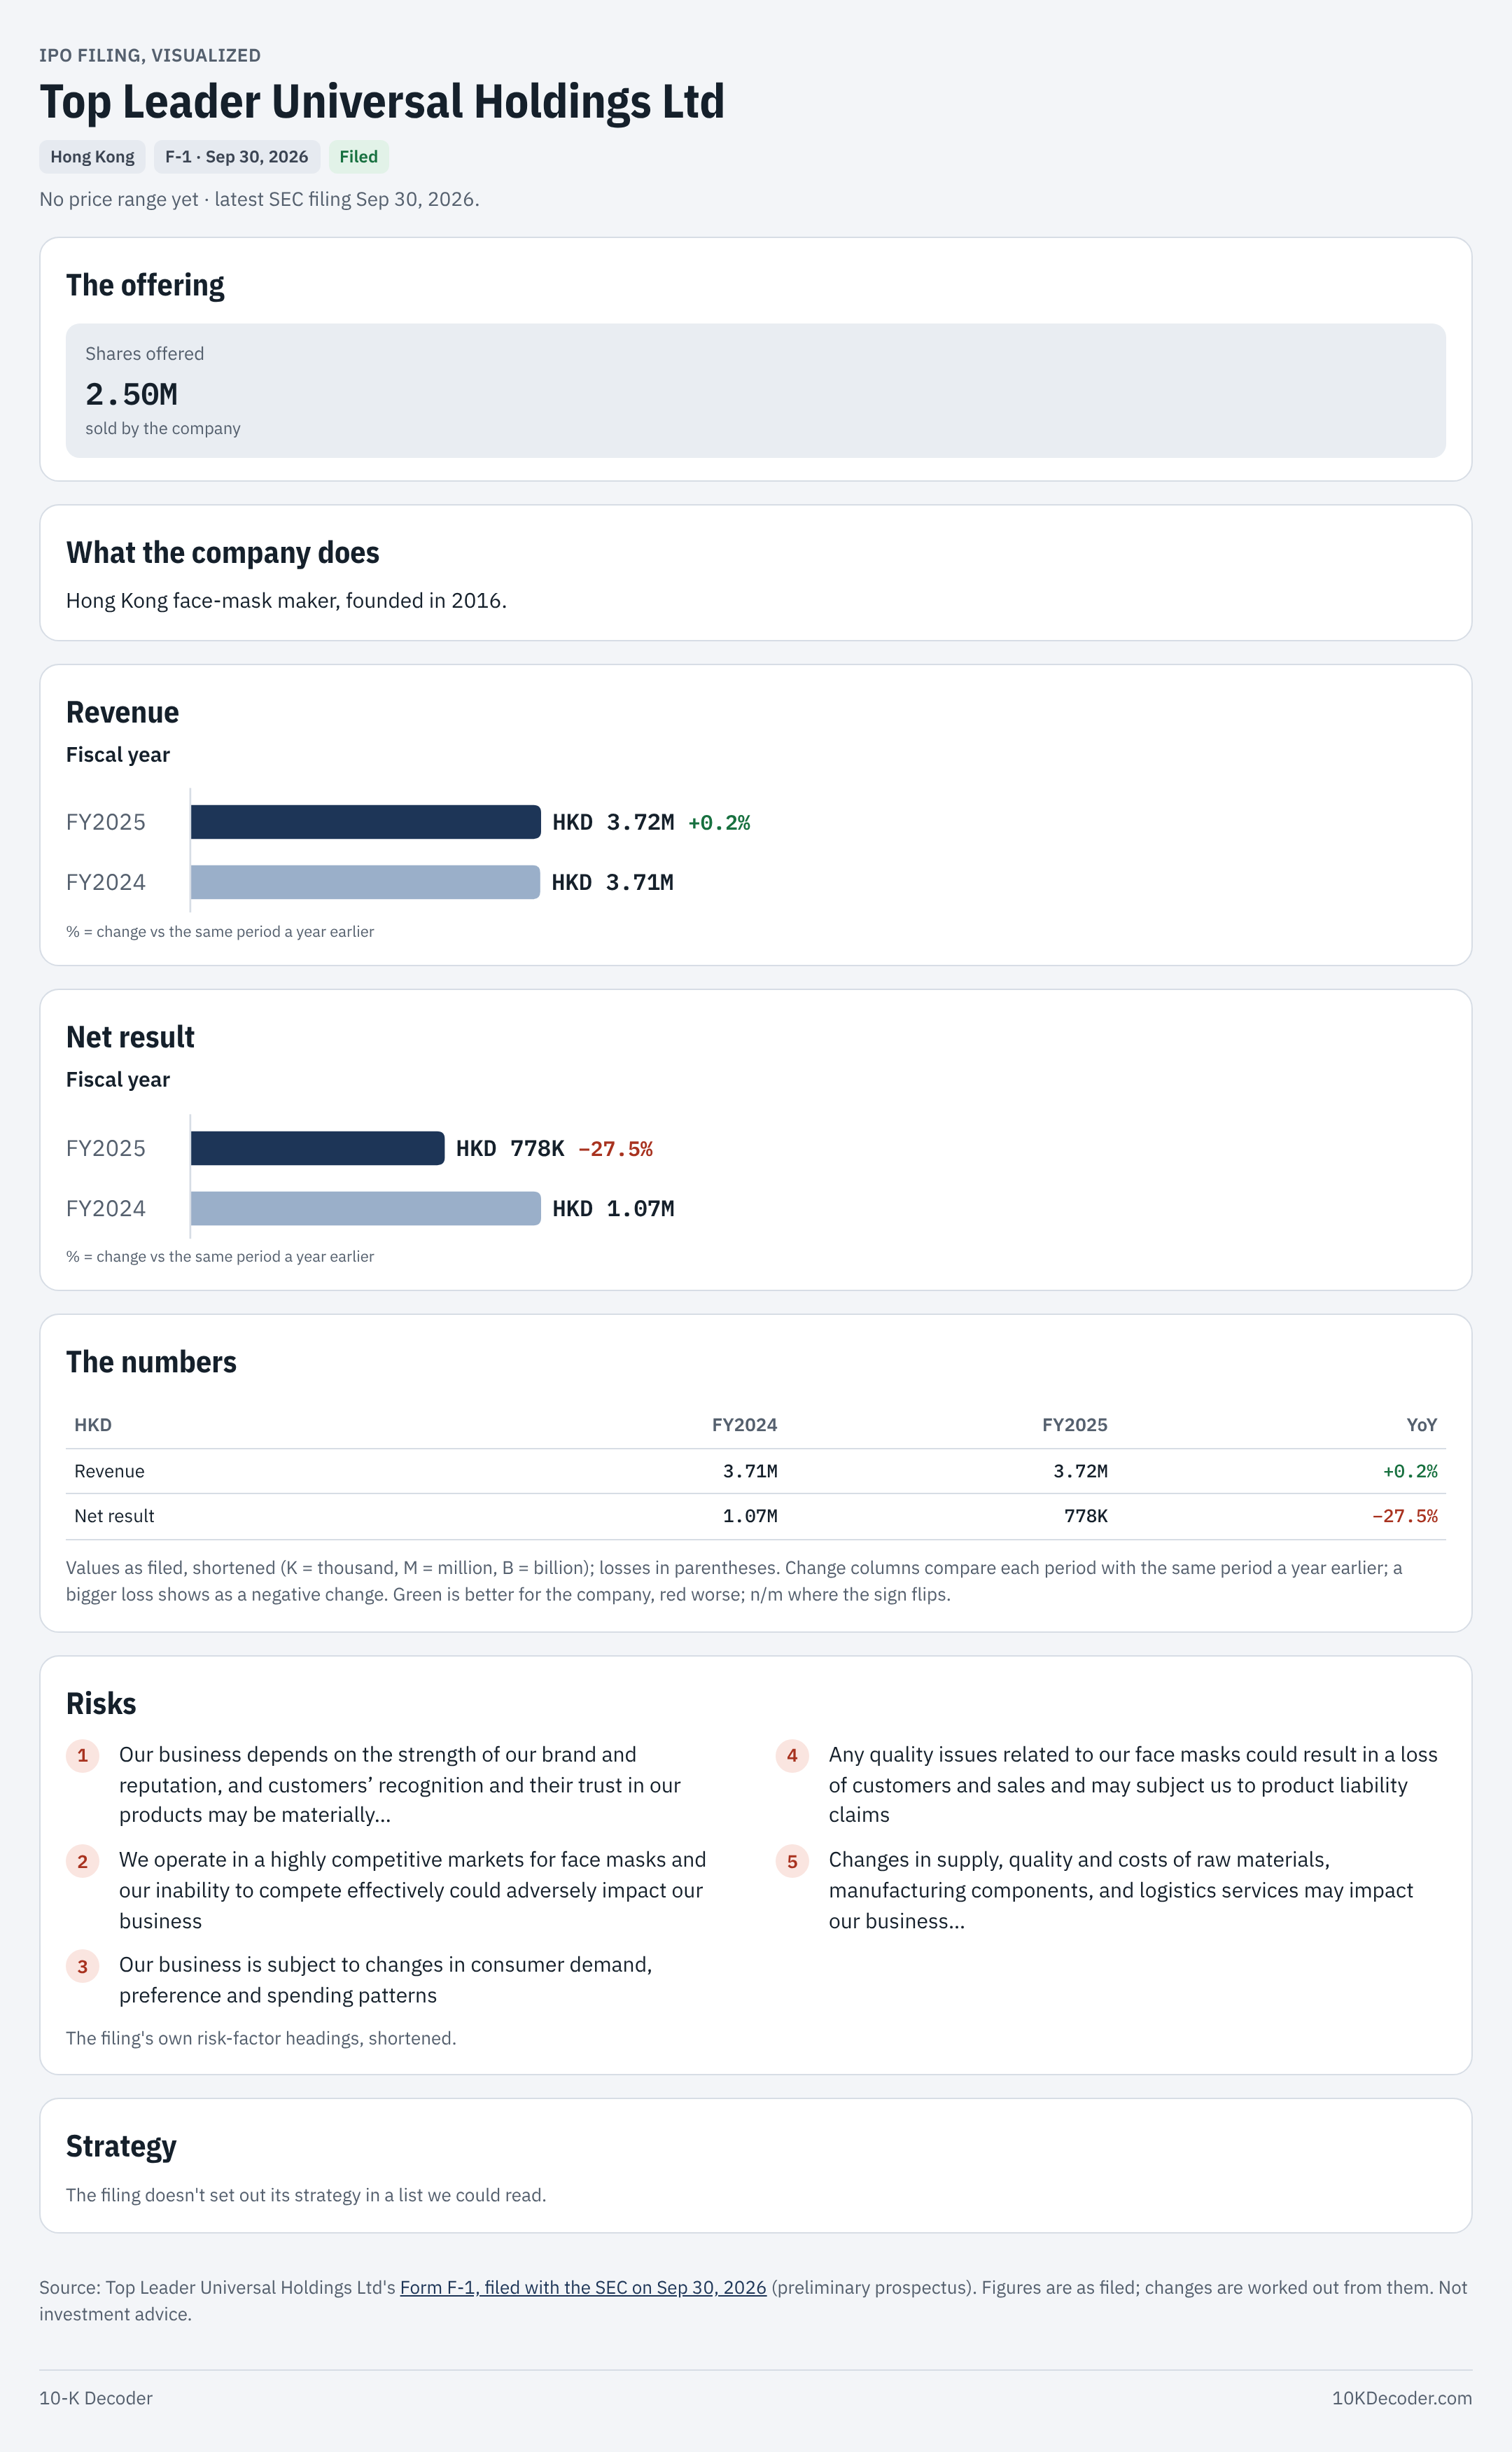 IPO FILING, VISUALIZED
Top Leader Universal Holdings Ltd
Hong Kong F-1 · Sep 30, 2026 Filed
No price range yet · latest SEC filing Sep 30, 2026.
The offering
Shares offered
2.50M
sold by the company
What the company does
Hong Kong face-mask maker, founded in 2016.
Revenue
Fiscal year
FY2025 HKD 3.72M +0.2%
FY2024 HKD 3.71M
% = change vs the same period a year earlier
Net result
Fiscal year
FY2025 HKD 778K −27.5%
FY2024 HKD 1.07M
% = change vs the same period a year earlier
The numbers
HKD FY2024 FY2025 YoY
Revenue 3.71M 3.72M +0.2%
Net result 1.07M 778K −27.5%
Values as filed, shortened (K = thousand, M = million, B = billion); losses in parentheses. Change columns compare each period with the same period a year earlier; a
bigger loss shows as a negative change. Green is better for the company, red worse; n/m where the sign flips.
Risks
1 Our business depends on the strength of our brand and
reputation, and customers’ recognition and their trust in our
products may be materially…
2 We operate in a highly competitive markets for face masks and
our inability to compete effectively could adversely impact our
business
3 Our business is subject to changes in consumer demand,
preference and spending patterns
4 Any quality issues related to our face masks could result in a loss
of customers and sales and may subject us to product liability
claims
5 Changes in supply, quality and costs of raw materials,
manufacturing components, and logistics services may impact
our business…
The filing's own risk-factor headings, shortened.
Strategy
The filing doesn't set out its strategy in a list we could read.
Source: Top Leader Universal Holdings Ltd's Form F-1, filed with the SEC on Sep 30, 2026 (preliminary prospectus). Figures are as filed; changes are worked out from them. Not
investment advice.
10-K Decoder 10KDecoder.com